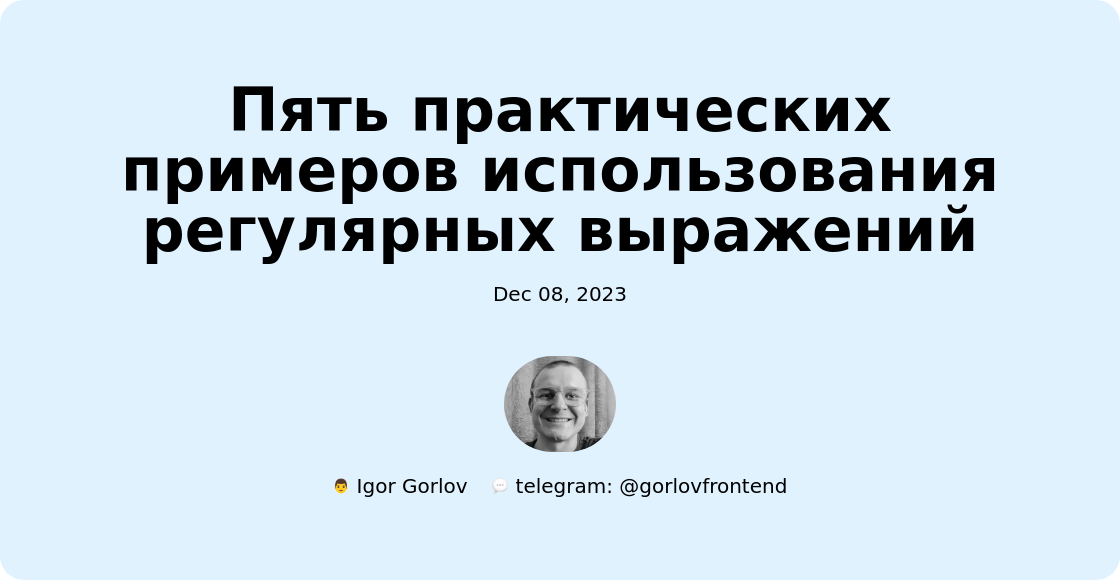 Пять практических
примеров использования
регулярных выражений
Dec 08, 2023
👨 Igor Gorlov 💬 telegram: @gorlovfrontend